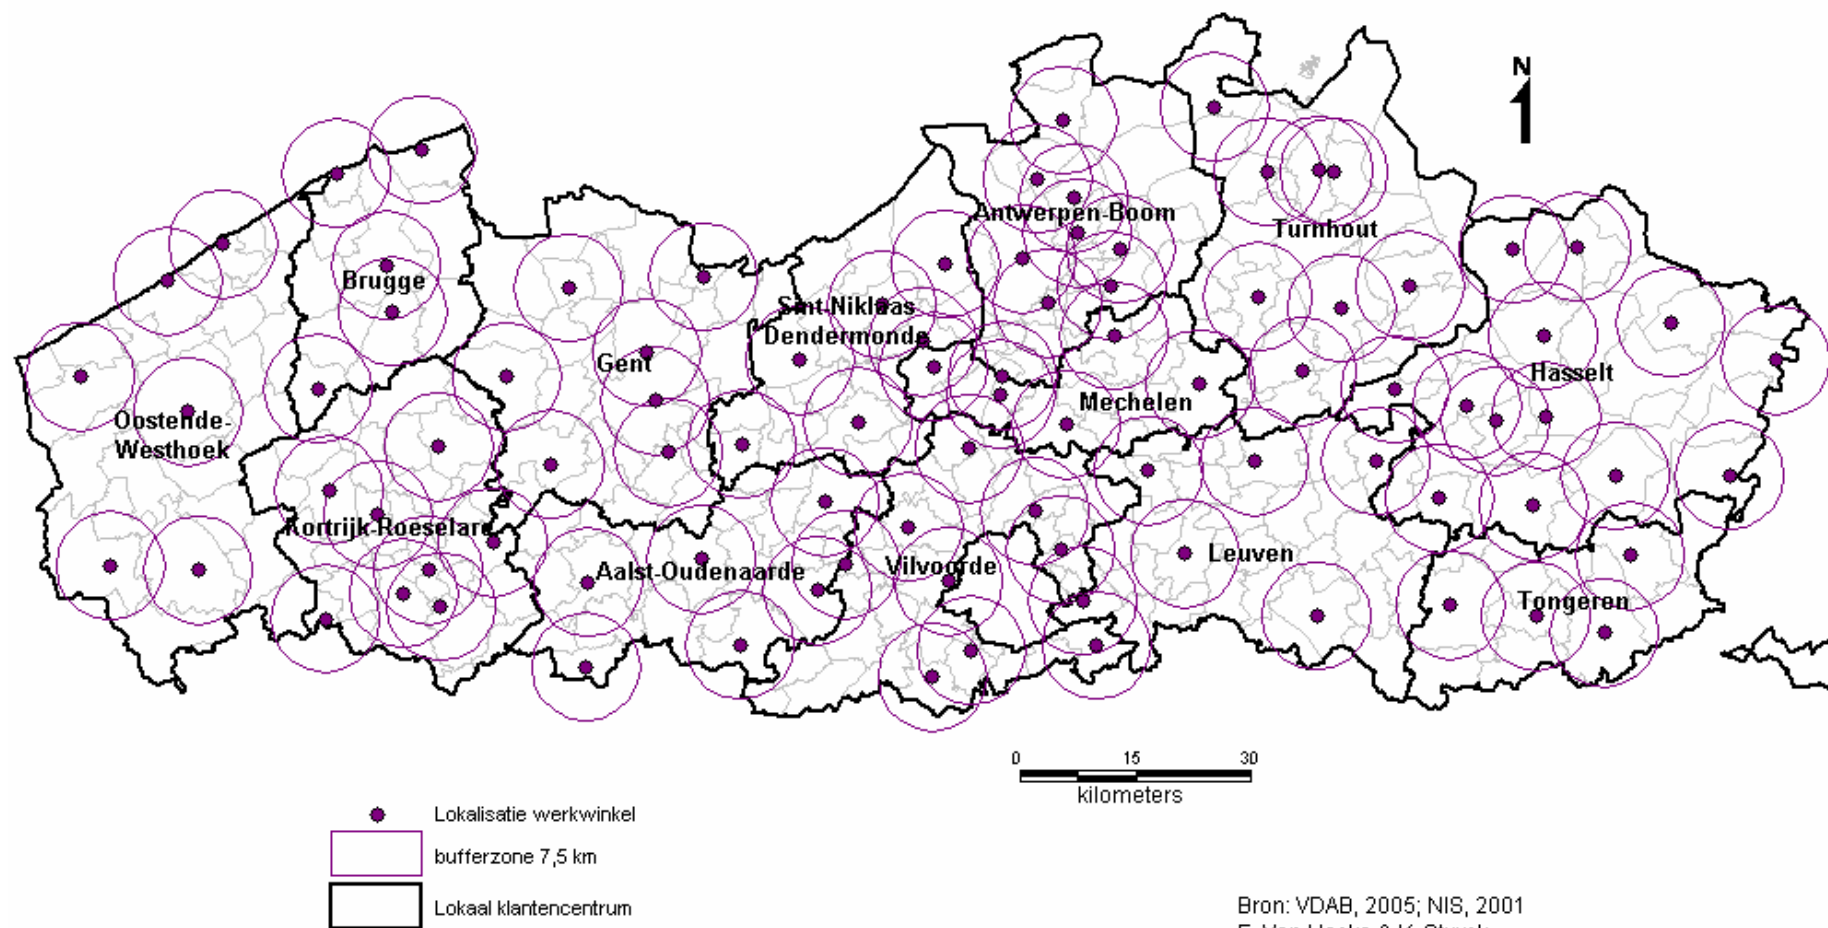 N
Antwerpen-Boom
Turnhout
Brugge
Sint Niklaas
Dendermonde
Gent
Hasselt
Mechelen
Oostende-
Westhoek
Kortrijk-Roeselare
Aalst-Oudenaarde
Vilvoorde
Leuven
Tongeren
0 15 30
kilometers
Lokalisatie werkwinkel
bufferzone 7,5 km
Lokaal klantencentrum
Bron: VDAB, 2005; NIS, 2001